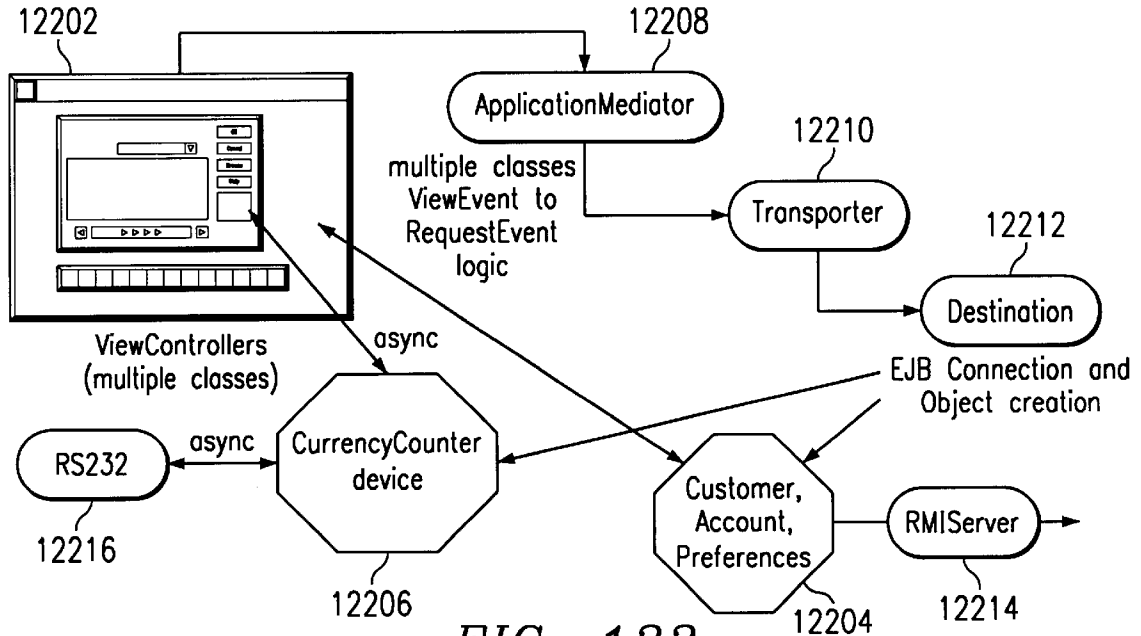 12202
12208
ApplicationMediator
12210
multiple classes
ViewEvent to
RequestEvent
logic
Transporter
12212
Destination
ViewControllers
(multiple classes)
async
EJB Connection and
Object creation
RS232
async
CurrencyCounter
device
Customer,
Account,
Preferences
RMIServer
12216
12206
12204
12214